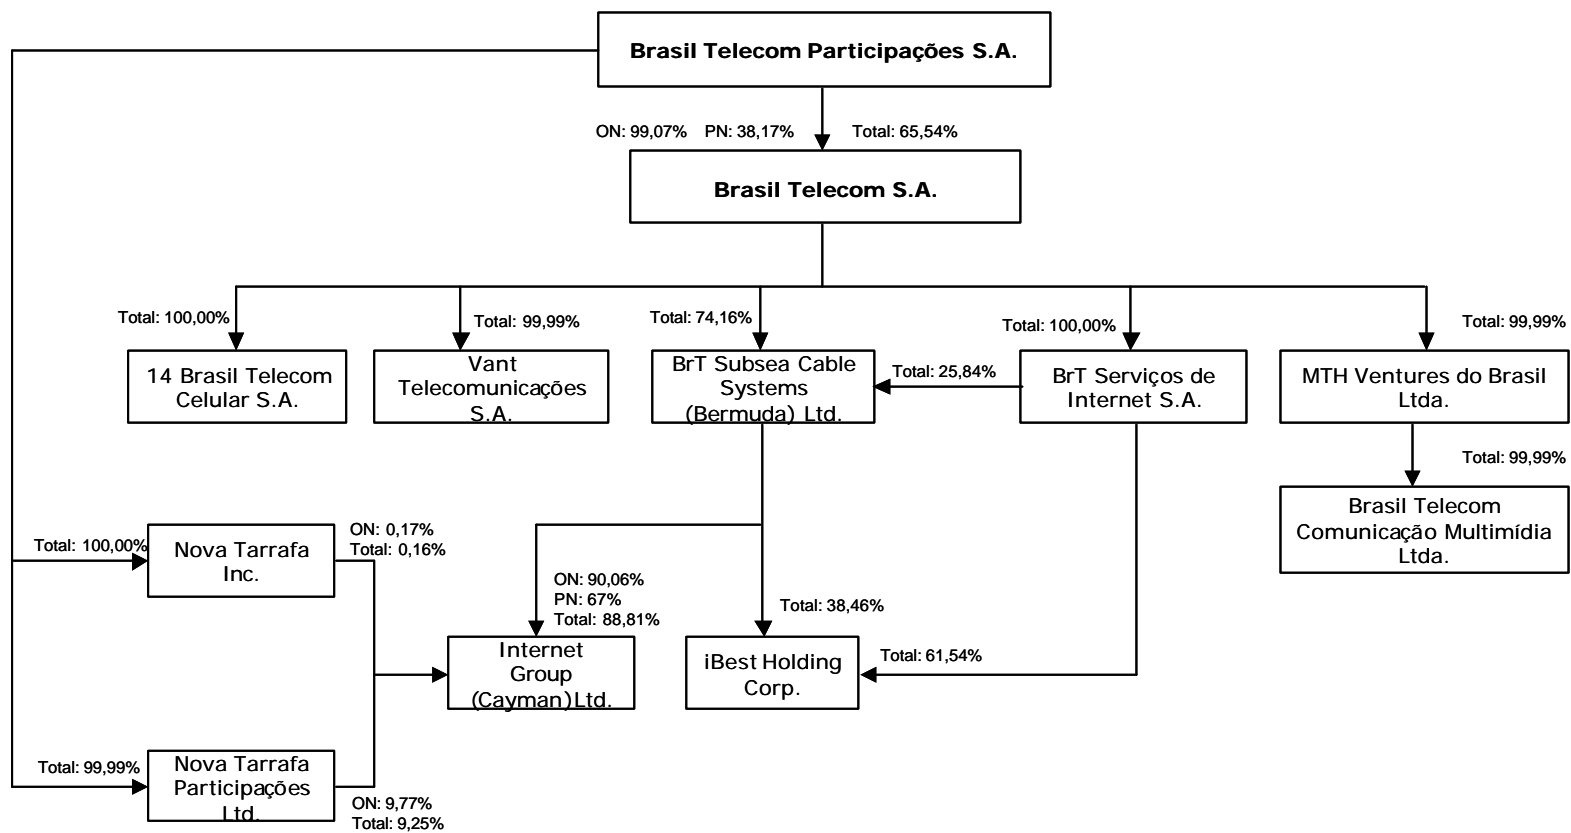 Brasil Telecom Participações S.A.
ON: 99,07% PN: 38,17% Total: 65,54%
Brasil Telecom S.A.
Total: 100,00%
Total: 99,99%
Total: 74,16%
Total: 100,00%
Total: 99,99%
14 Brasil Telecom
Celular S.A.
Vant
Telecomunicações
S.A.
BrT Subsea Cable
Systems
(Bermuda) Ltd.
Total: 25,84%
BrT Serviços de
Internet S.A.
MTH Ventures do Brasil
Ltda.
Total: 99,99%
Brasil Telecom
Comunicação Multimídia
Ltda.
Total: 100,00%
Nova Tarrafa
Inc.
ON: 0,17%
Total: 0,16%
ON: 90,06%
PN: 67%
Total: 88,81%
Total: 38,46%
Internet
Group
(Cayman)Ltd.
iBest Holding
Corp.
Total: 61,54%
Total: 99,99%
Nova Tarrafa
Participações
Ltd.
ON: 9,77%
Total: 9,25%